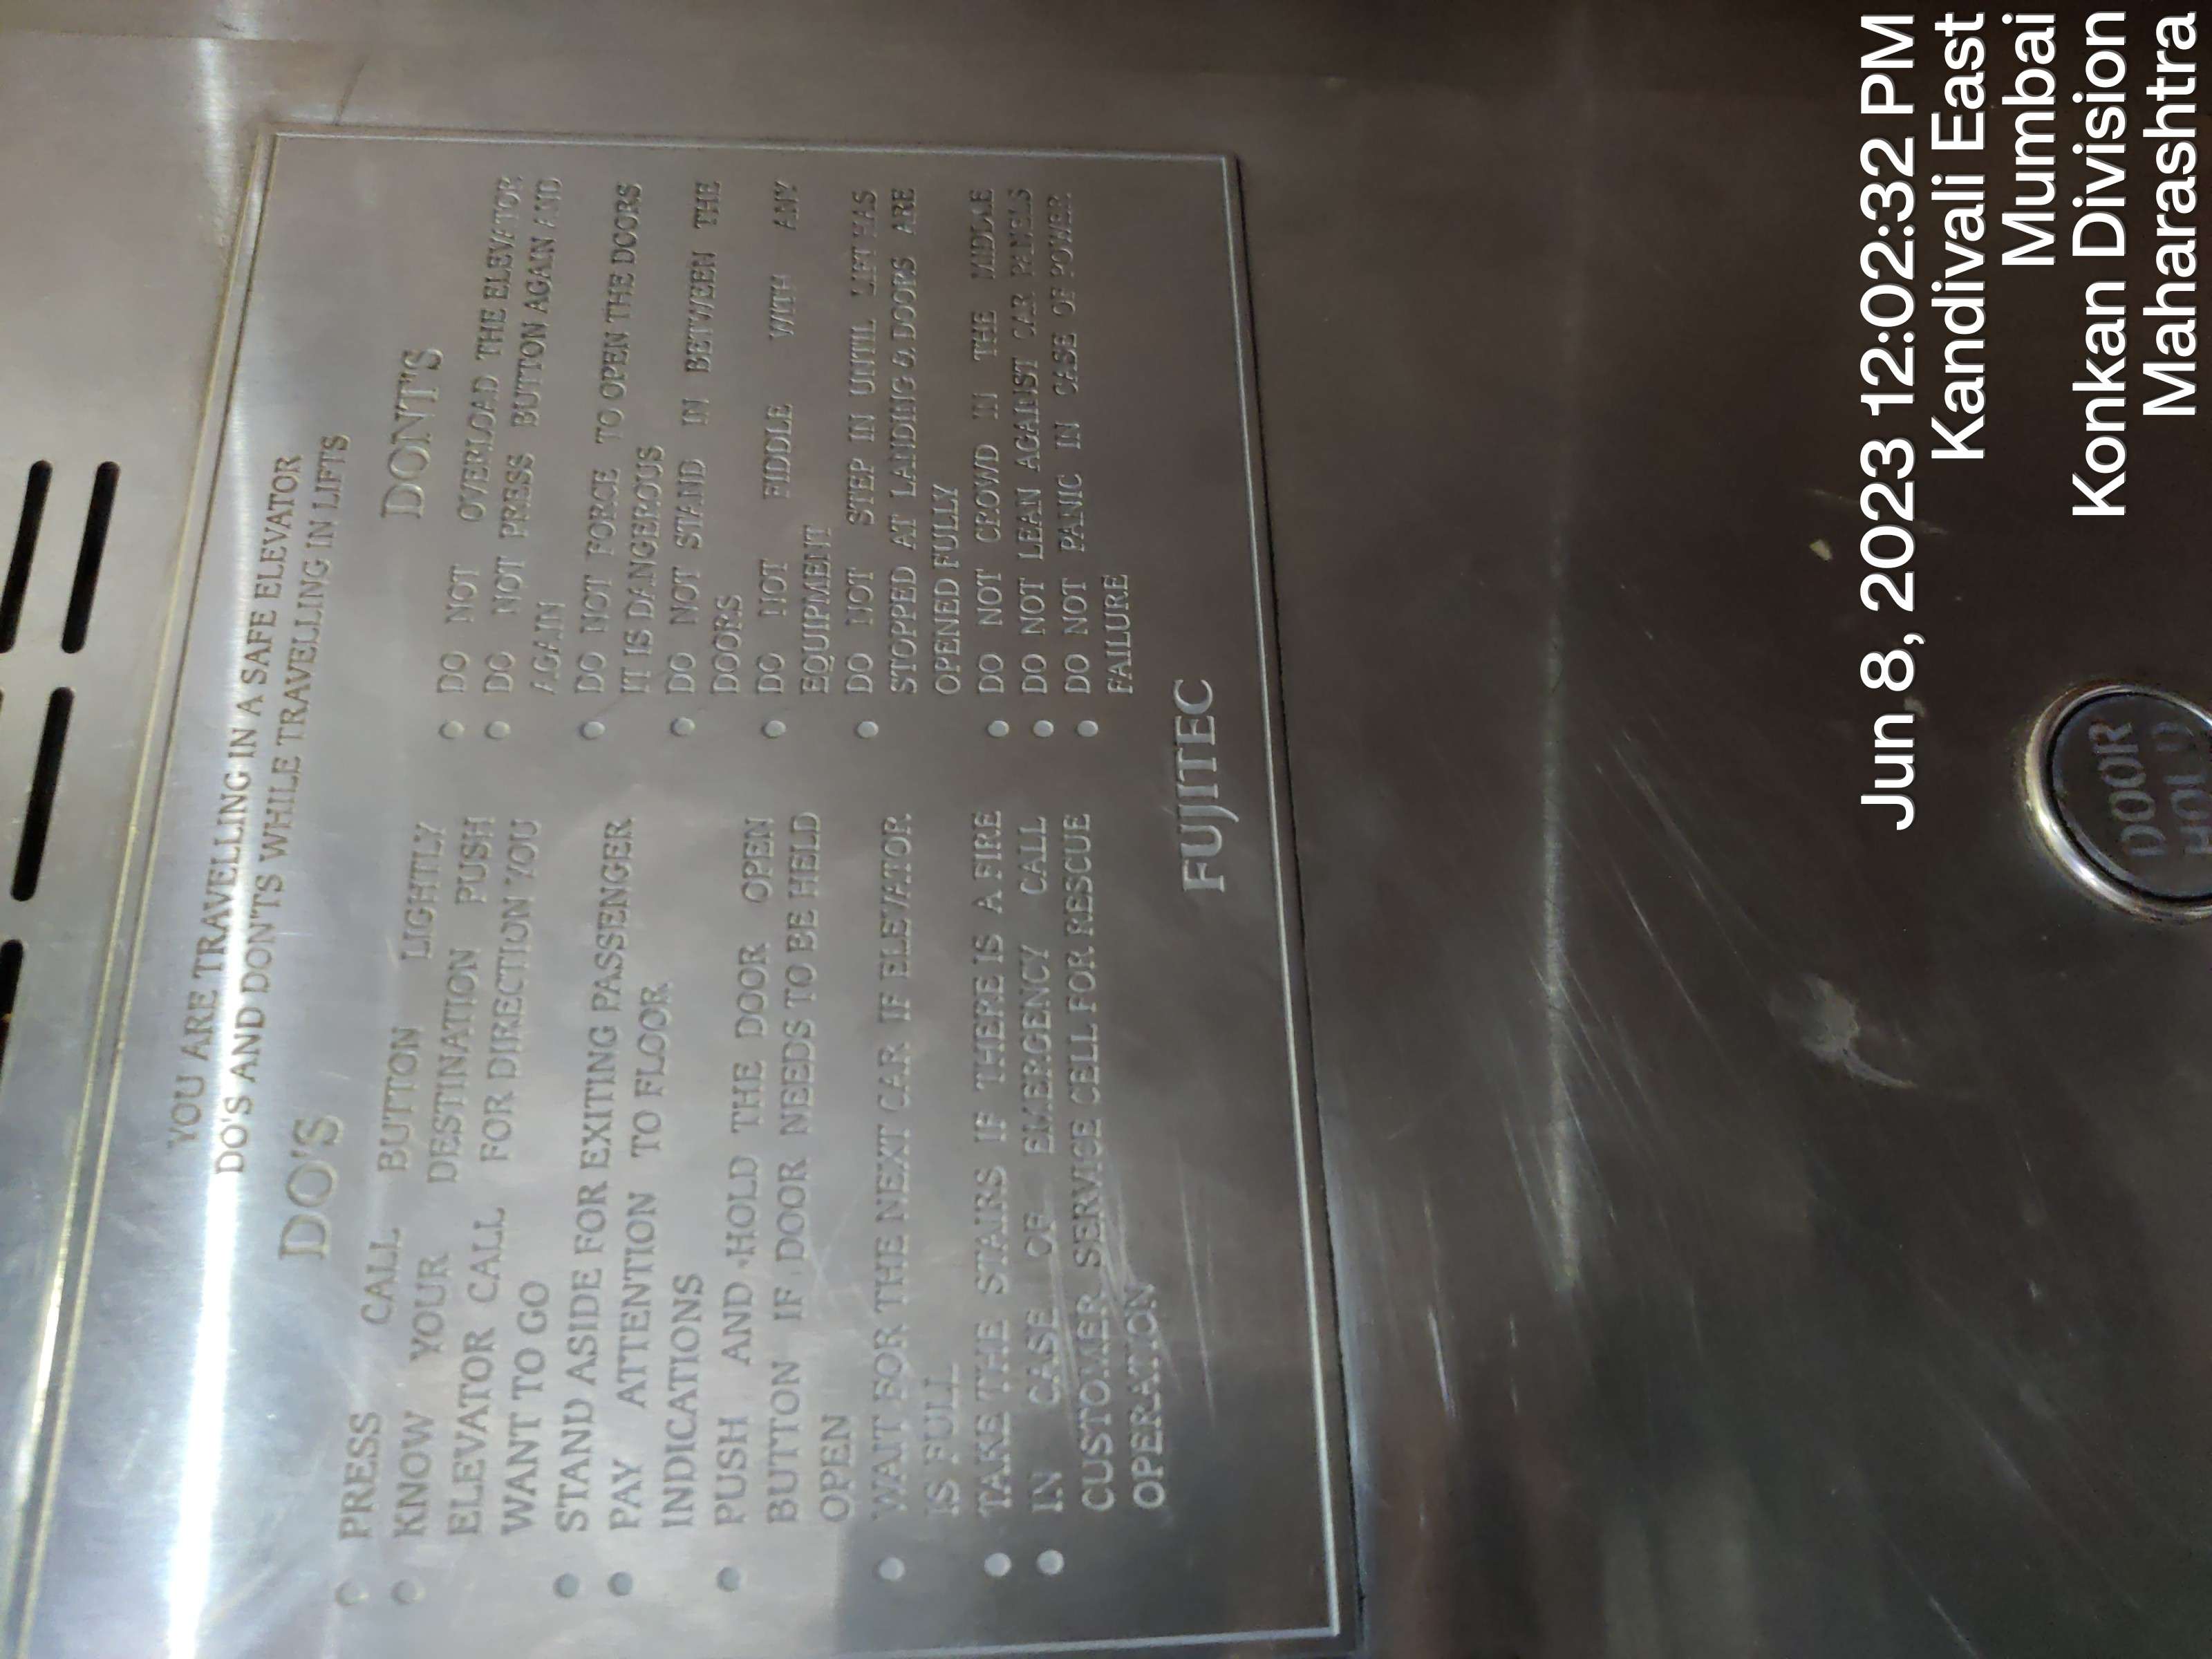 YOU ARE TRAVELLING IN A SAFE ELEVATOR
DO'S AND DON'TS WHILE TRAVELLING IN LIFTS
DO'S
PRESS CALL BUTTON LIGHTLY
KNOW YOUR DESTINATION PUSH
ELEVATOR CALL FOR DIRECTION YOU
WANT TO GO
STAND ASIDE FOR EXITING PASSENGER
PAY ATTENTION TO FLOOR
INDICATIONS
PUSH AND HOLD THE DOOR OPEN
BUTTON IF DOOR NEEDS TO BE HELD
OPEN
WAIT FOR THE NEXT CAR IF ELEVATOR
IS FULL
TAKE THE STAIRS IF THERE IS A FIRE
IN CASE OF EMERGENCY CALL
CUSTOMER SERVICE CELL FOR RESCUE
OPERATION
DONT'S
DO NOT OVERLOAD THE ELEVATOR
DO NOT PRESS BUTTON AGAIN AND
AGAIN
DO NOT FORCE TO OPEN THE DOORS
IT IS DANGEROUS
DO NOT STAND IN BETWEEN THE
DOORS
DO NOT FIDDLE WITH ANY
EQUIPMENT
DO NOT STEP IN UNTIL LIFT HAS
STOPPED AT LANDING & DOORS ARE
OPENED FULLY
DO NOT CROWD IN THE MIDDLE
DO NOT LEAN AGAINST CAR PANELS
DO NOT PANIC IN CASE OF POWER
FAILURE
FUJITEC
DOOR
HOLD
Jun 8, 2023 12:02:32 PM
Kandivali East
Mumbai
Konkan Division
Maharashtra